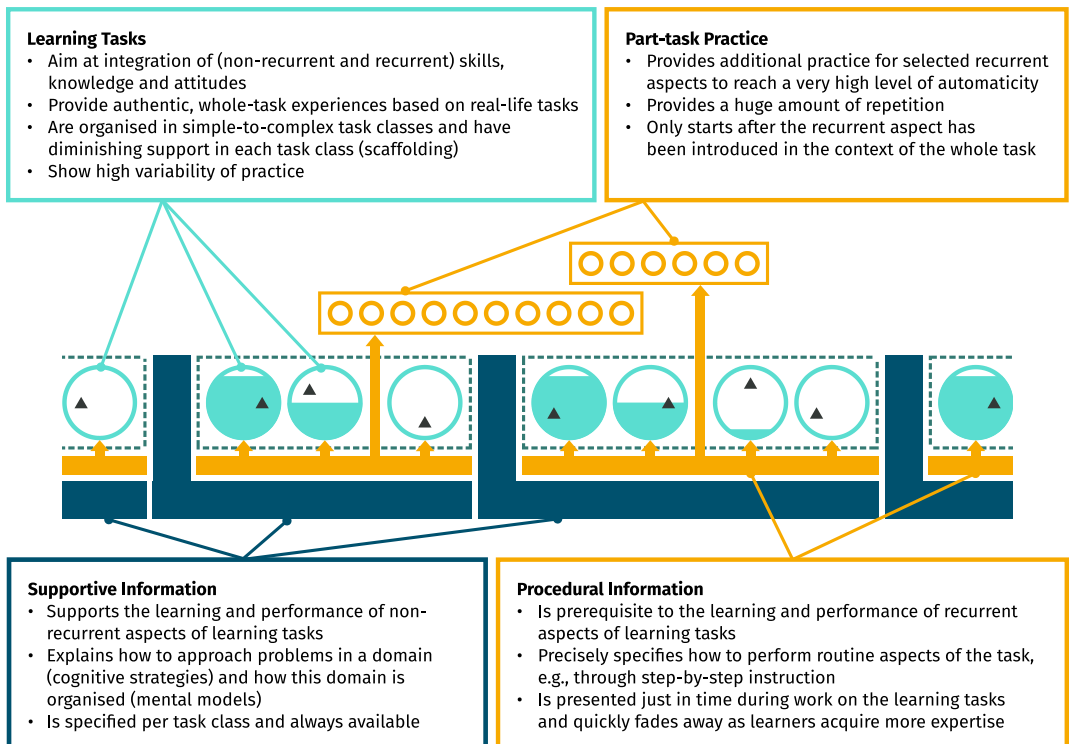 Learning Tasks
• Aim at integration of (non-recurrent and recurrent) skills,
knowledge and attitudes
• Provide authentic, whole-task experiences based on real-life tasks
• Are organised in simple-to-complex task classes and have
diminishing support in each task class (scaffolding)
• Show high variability of practice
Part-task Practice
• Provides additional practice for selected recurrent
aspects to reach a very high level of automaticity
• Provides a huge amount of repetition
• Only starts after the recurrent aspect has
been introduced in the context of the whole task
Supportive Information
• Supports the learning and performance of non-
recurrent aspects of learning tasks
• Explains how to approach problems in a domain
(cognitive strategies) and how this domain is
organised (mental models)
• Is specified per task class and always available
Procedural Information
• Is prerequisite to the learning and performance of recurrent
aspects of learning tasks
• Precisely specifies how to perform routine aspects of the task,
e.g., through step-by-step instruction
• Is presented just in time during work on the learning tasks
and quickly fades away as learners acquire more expertise